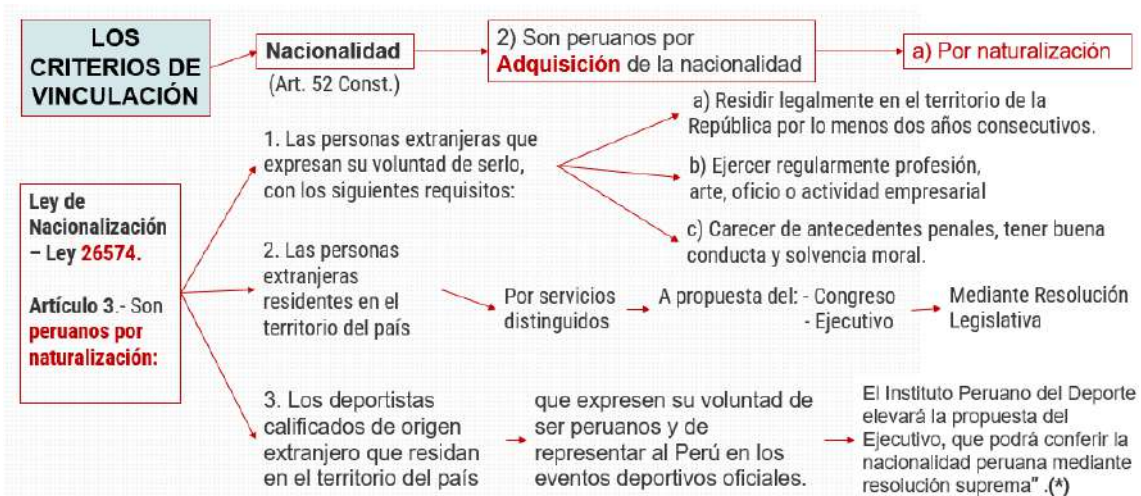 LOS
CRITERIOS DE
VINCULACIÓN
Nacionalidad
(Art. 52 Const.)
2) Son peruanos por
Adquisición de la nacionalidad
a) Por naturalización
Ley de
Nacionalización
– Ley 26574.
Artículo 3.- Son
peruanos por
naturalización:
1. Las personas extranjeras que
expresan su voluntad de serlo,
con los siguientes requisitos:
a) Residir legalmente en el territorio de la
República por lo menos dos años consecutivos.
b) Ejercer regularmente profesión,
arte, oficio o actividad empresarial
c) Carecer de antecedentes penales, tener buena
conducta y solvencia moral.
2. Las personas
extranjeras
residentes en el
territorio del país
Por servicios
distinguidos
A propuesta del: - Congreso
- Ejecutivo
Mediante Resolución
Legislativa
3. Los deportistas
calificados de origen
extranjero que residan
en el territorio del país
que expresen su voluntad de
ser peruanos y de
representar al Perú en los
eventos deportivos oficiales.
El Instituto Peruano del Deporte
elevará la propuesta del
Ejecutivo, que podrá conferir la
nacionalidad peruana mediante
resolución suprema" .(*)